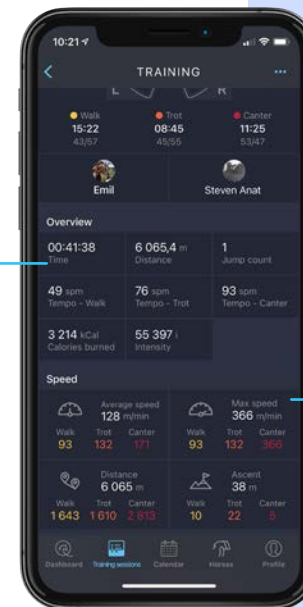 10:21
TRAINING
L R
Walk Trot Canter
15:22 08:45 11:25
43/57 45/55 53/47
Emil Steven Anat
Overview
00:41:38 6 065,4 m 1
Time Distance Jump count
49 spm 76 spm 93 spm
Tempo - Walk Tempo - Trot Tempo - Canter
3 214 kCal 55 397 i
Calories burned Intensity
Speed
Average speed Max speed
128 m/min 366 m/min
Walk Trot Canter Walk Trot Canter
93 132 171 93 132 366
Distance Ascent
6 065 m 38 m
Walk Trot Canter Walk Trot Canter
1 643 1 610 2 813 10 22 5
Dashboard Training sessions Calendar Horses Profile